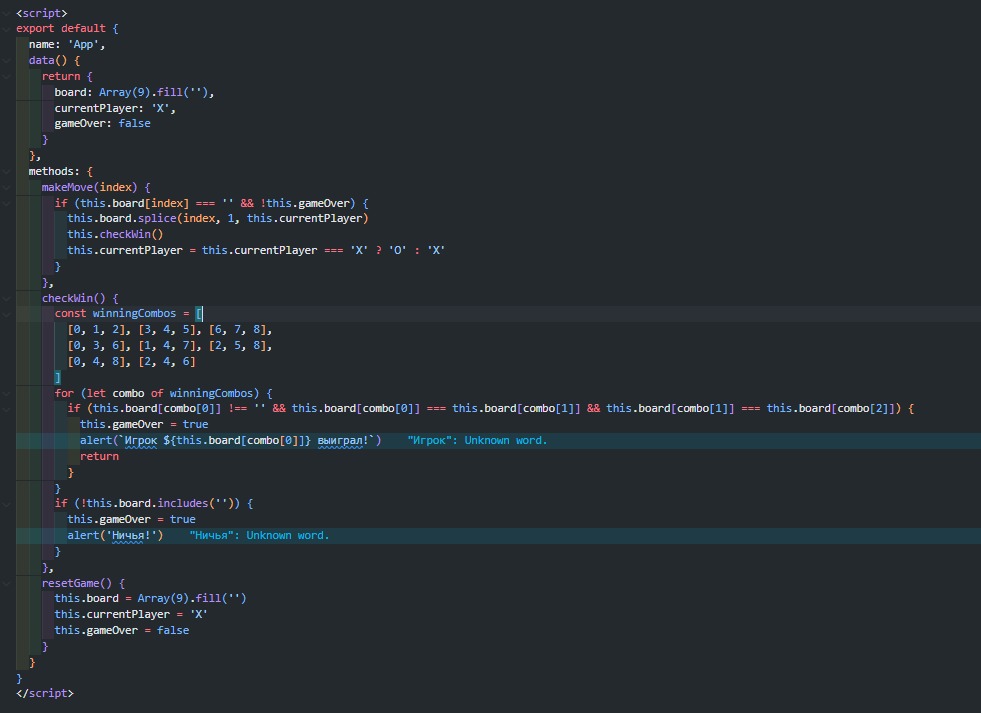 <script>
export default {
  name: 'App',
  data() {
    return {
      board: Array(9).fill(''),
      currentPlayer: 'X',
      gameOver: false
    }
  },
  methods: {
    makeMove(index) {
      if (this.board[index] === '' && !this.gameOver) {
        this.board.splice(index, 1, this.currentPlayer)
        this.checkWin()
        this.currentPlayer = this.currentPlayer === 'X' ? 'O' : 'X'
      }
    },
    checkWin() {
      const winningCombos = [
        [0, 1, 2], [3, 4, 5], [6, 7, 8],
        [0, 3, 6], [1, 4, 7], [2, 5, 8],
        [0, 4, 8], [2, 4, 6]
      ]
      for (let combo of winningCombos) {
        if (this.board[combo[0]] !== '' && this.board[combo[0]] === this.board[combo[1]] && this.board[combo[1]] === this.board[combo[2]]) {
          this.gameOver = true
          alert(`Игрок ${this.board[combo[0]]} выиграл!`)    "Игрок": Unknown word.
          return
        }
      }
      if (!this.board.includes('')) {
        this.gameOver = true
        alert('Ничья!')    "Ничья": Unknown word.
      }
    },
    resetGame() {
      this.board = Array(9).fill('')
      this.currentPlayer = 'X'
      this.gameOver = false
    }
  }
}
</script>